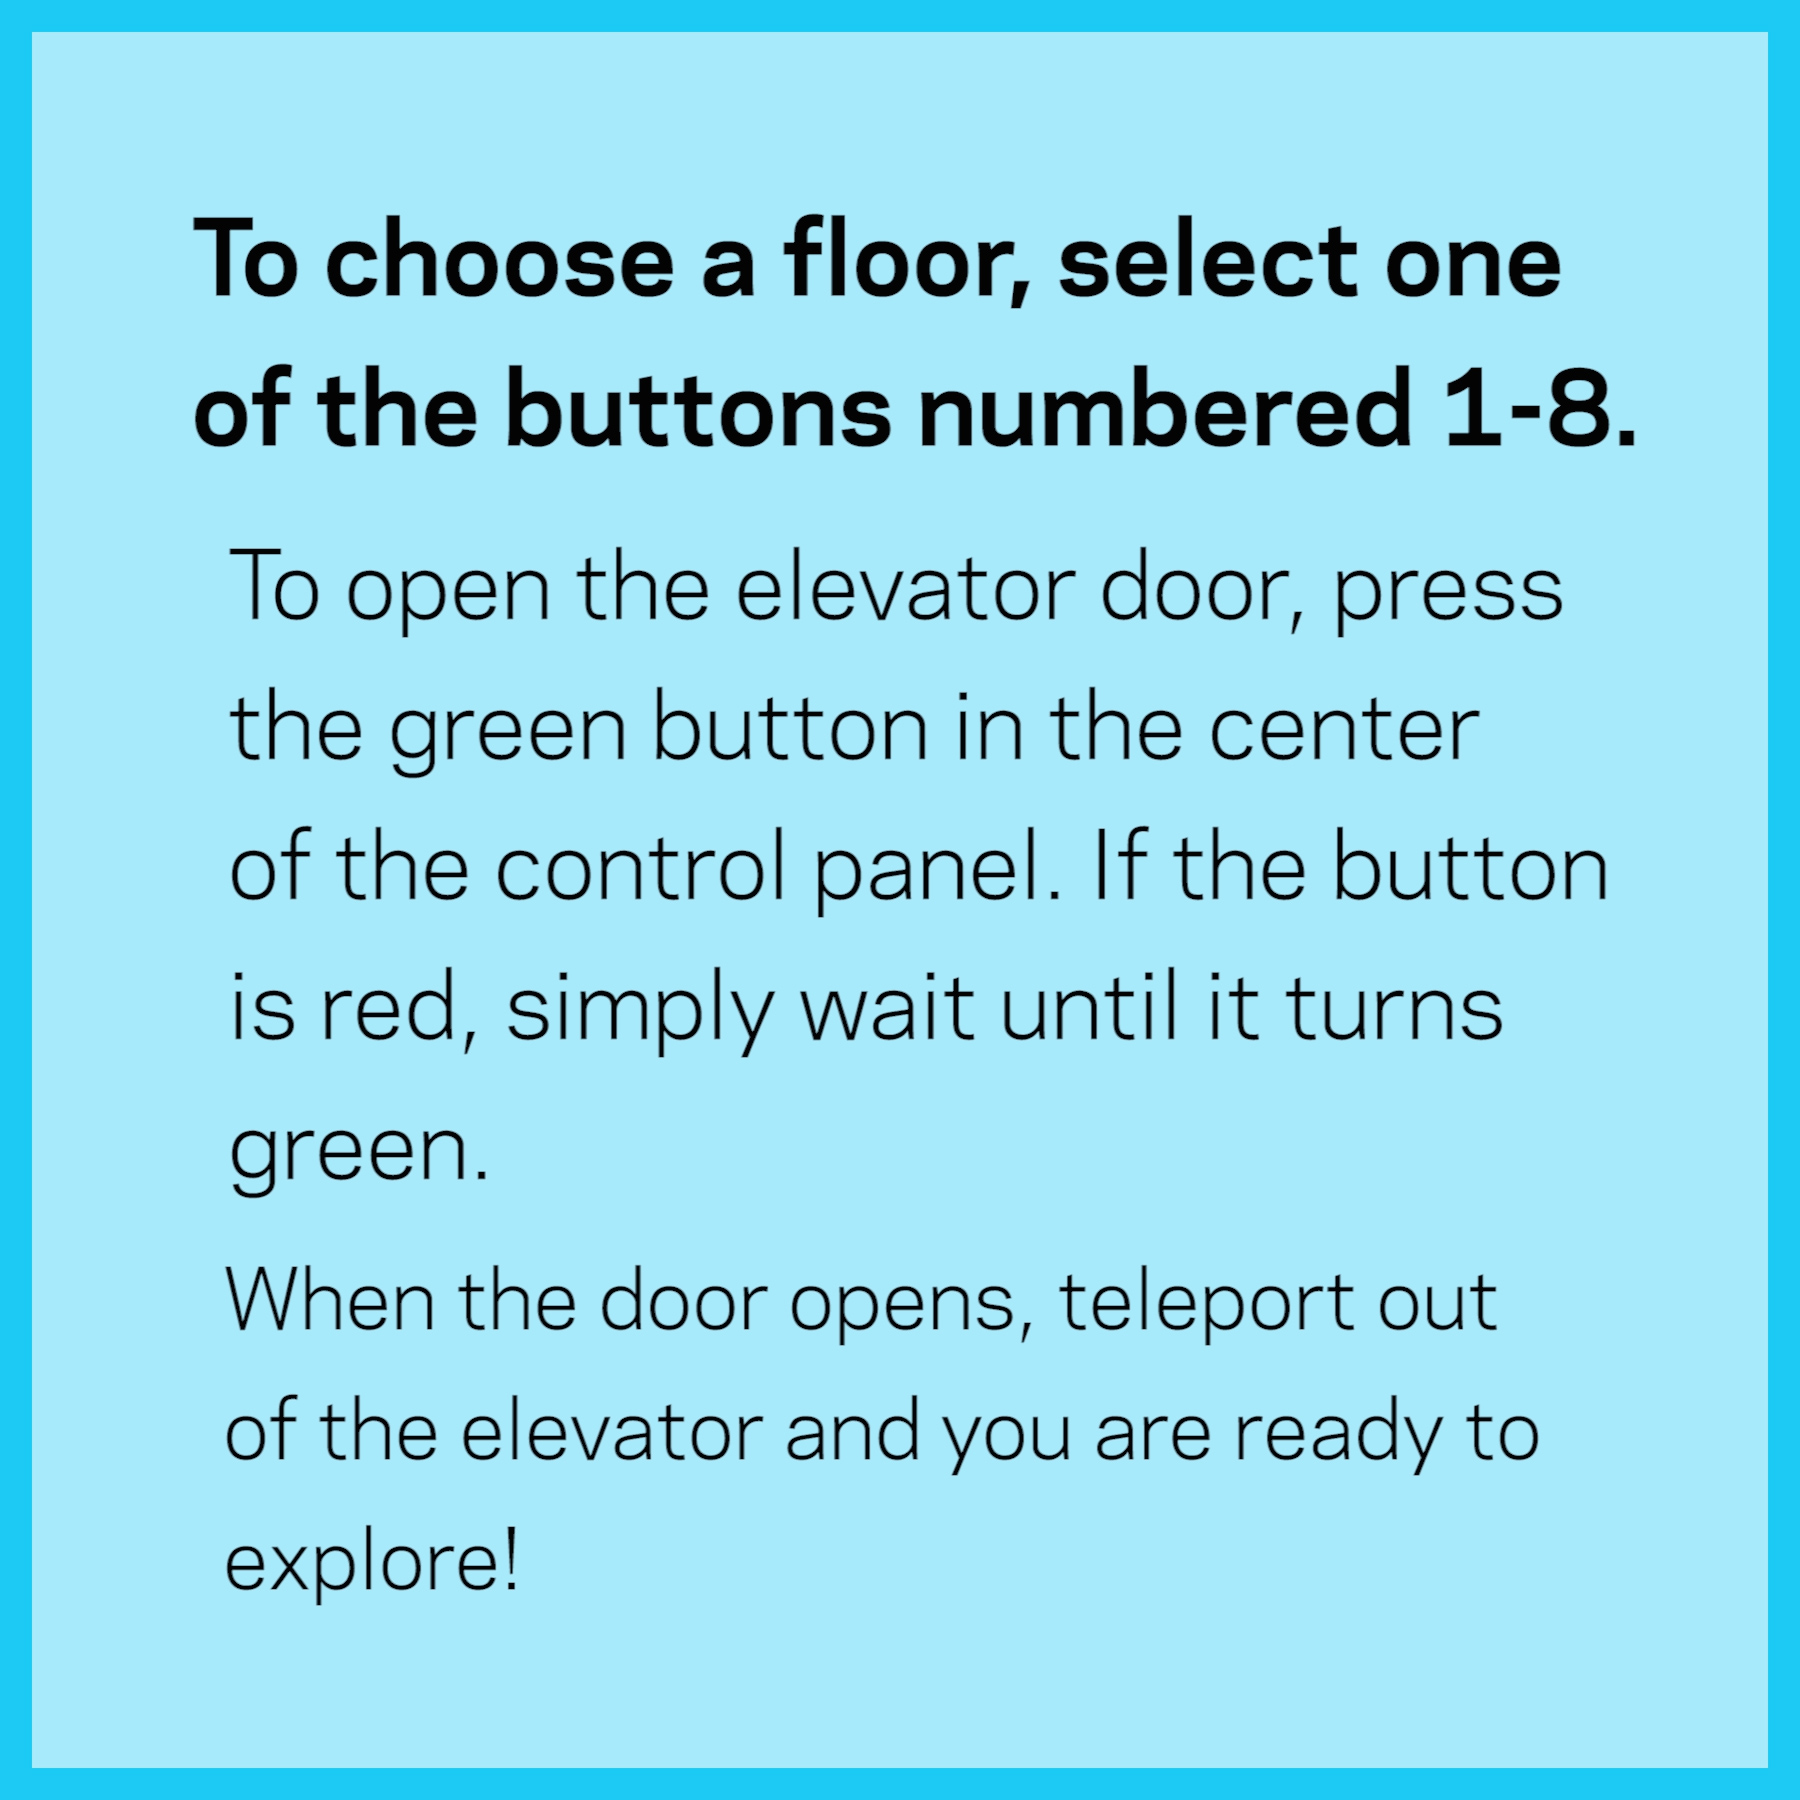 To choose a floor, select one
of the buttons numbered 1-8.
To open the elevator door, press
the green button in the center
of the control panel. If the button
is red, simply wait until it turns
green.
When the door opens, teleport out
of the elevator and you are ready to
explore!